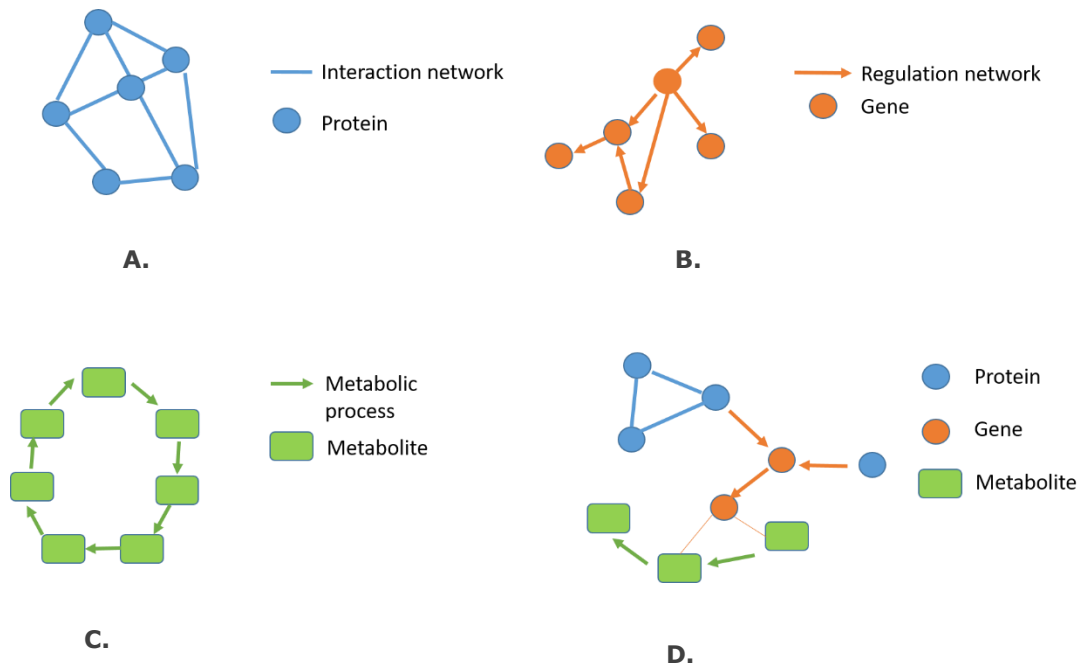 Interaction network
Protein
A.
Regulation network
Gene
B.
Metabolic
process
Metabolite
C.
Protein
Gene
Metabolite
D.